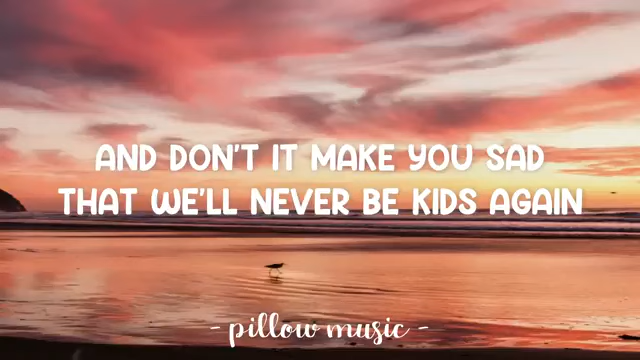 AND DON'T IT MAKE YOU SAD
THAT WE'LL NEVER BE KIDS AGAIN
- pillow music -